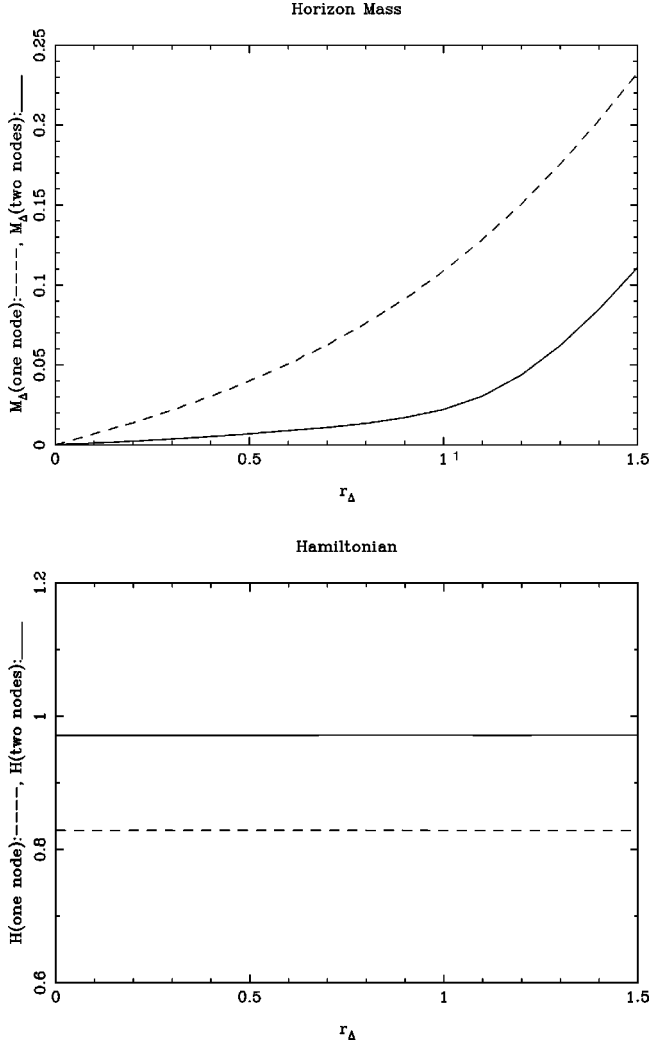 Horizon Mass
M_Δ(one node):----, M_Δ(two nodes):___
0.25
0.2
0.15
0.1
0.05
0
0 0.5 1 1 1.5
r_Δ
Hamiltonian
H(one node):----, H(two nodes):___
1.2
1
0.8
0.6
0 0.5 1 1.5
r_Δ